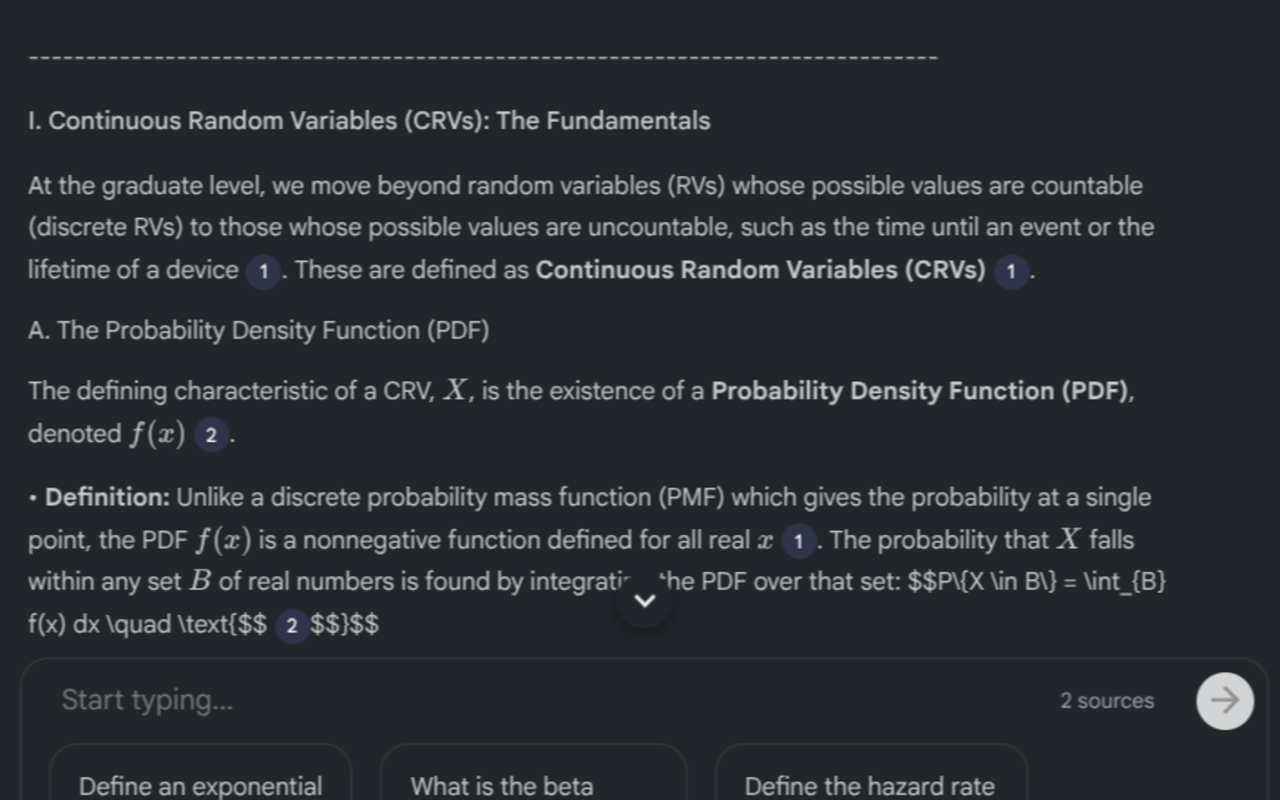 --------------------------------------------------------------------------------
I. Continuous Random Variables (CRVs): The Fundamentals
At the graduate level, we move beyond random variables (RVs) whose possible values are countable
(discrete RVs) to those whose possible values are uncountable, such as the time until an event or the
lifetime of a device 1. These are defined as Continuous Random Variables (CRVs) 1.
A. The Probability Density Function (PDF)
The defining characteristic of a CRV, X, is the existence of a Probability Density Function (PDF),
denoted f(x) 2.
• Definition: Unlike a discrete probability mass function (PMF) which gives the probability at a single
point, the PDF f(x) is a nonnegative function defined for all real x 1. The probability that X falls
within any set B of real numbers is found by integrati the PDF over that set: $$P\{X \in B\} = \int_{B}
f(x) dx \quad \text{$$ 2 $$}$$
Start typing...
2 sources
Define an exponential
What is the beta
Define the hazard rate